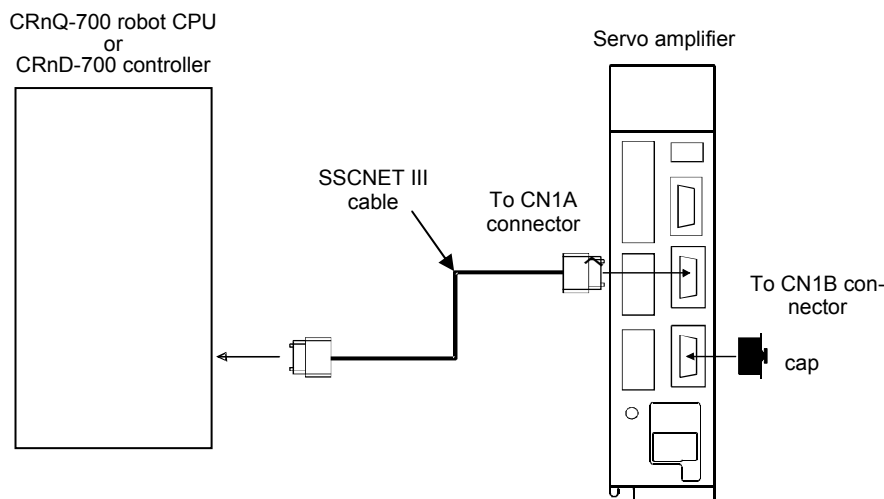 CRnQ-700 robot CPU
or
CRnD-700 controller
Servo amplifier
SSCNET III
cable
To CN1A
connector
To CN1B con-
nector
cap